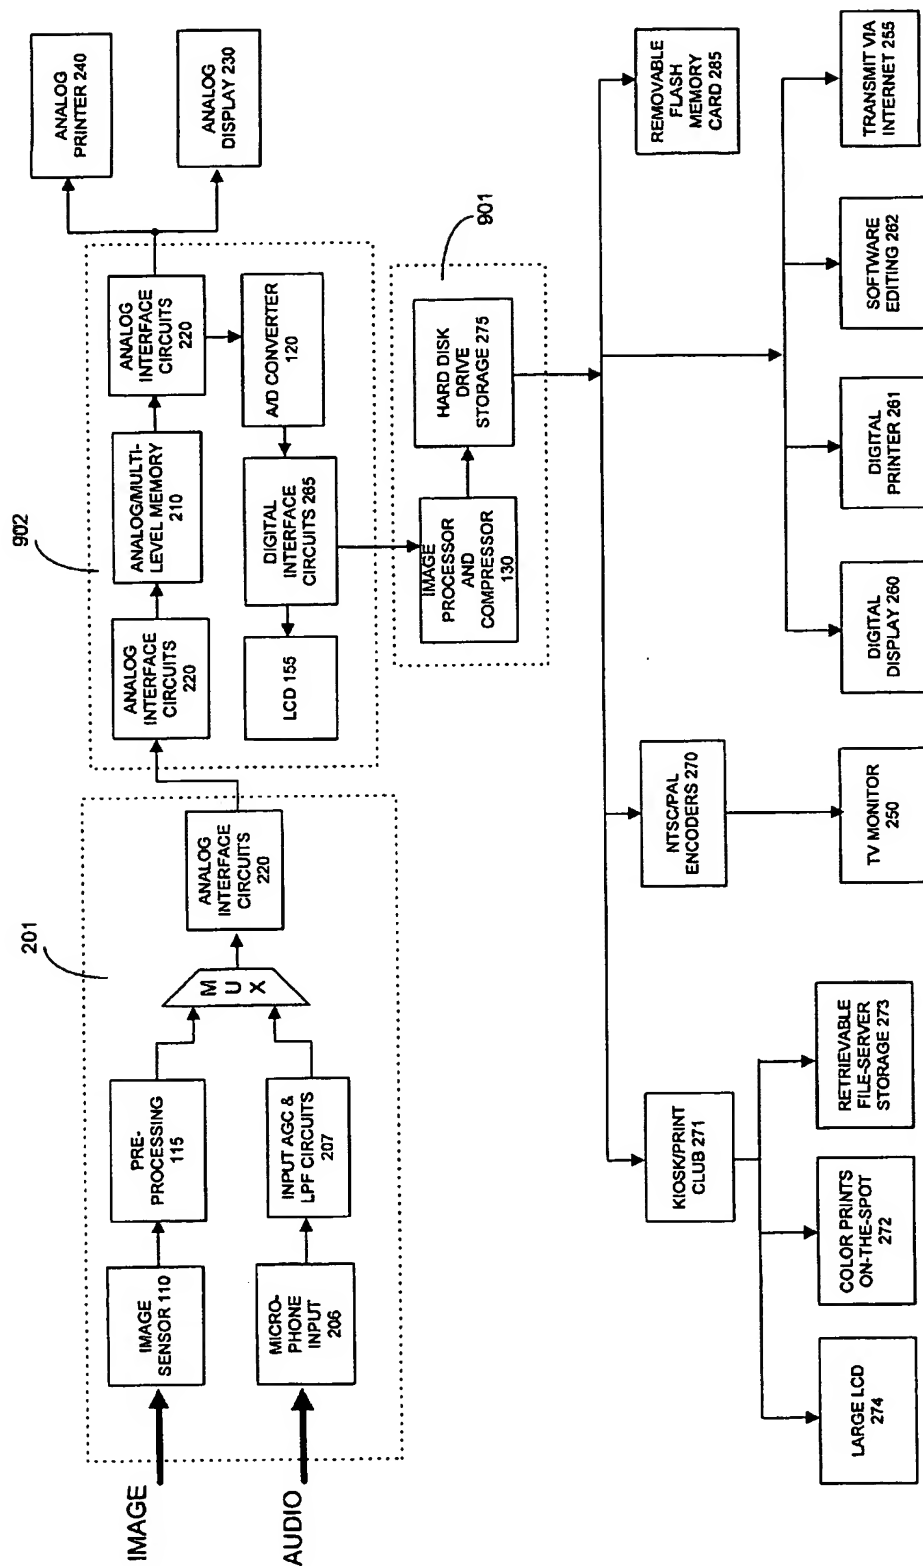 IMAGE
AUDIO
201
IMAGE
SENSOR 110
PRE-
PROCESSING
115
MICRO-
PHONE
INPUT
206
INPUT AGC &
LPF CIRCUITS
207
M
U
X
ANALOG
INTERFACE
CIRCUITS
220
902
ANALOG
INTERFACE
CIRCUITS
220
ANALOG/MULTI-
LEVEL MEMORY
210
ANALOG
INTERFACE
CIRCUITS
220
LCD 155
DIGITAL
INTERFACE
CIRCUITS 265
A/D CONVERTER
120
ANALOG
PRINTER 240
ANALOG
DISPLAY 230
901
IMAGE
PROCESSOR
AND
COMPRESSOR
130
HARD DISK
DRIVE
STORAGE 275
KIOSK/PRINT
CLUB 271
NTSC/PAL
ENCODERS 270
REMOVABLE
FLASH
MEMORY
CARD 285
LARGE LCD
274
COLOR PRINTS
ON-THE-SPOT
272
RETRIEVABLE
FILE-SERVER
STORAGE 273
TV MONITOR
250
DIGITAL
DISPLAY 260
DIGITAL
PRINTER 261
SOFTWARE
EDITING 262
TRANSMIT VIA
INTERNET 255